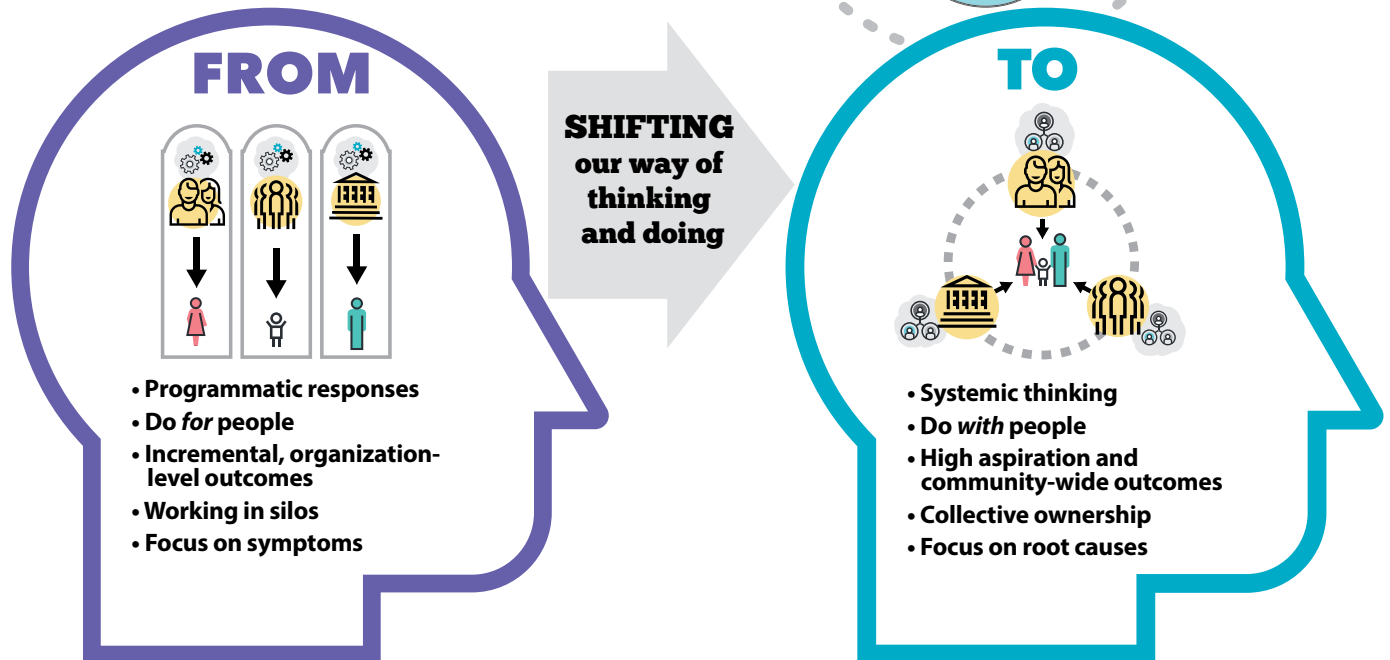 FROM
• Programmatic responses
• Do for people
• Incremental, organization-
level outcomes
• Working in silos
• Focus on symptoms
SHIFTING
our way of
thinking
and doing
TO
• Systemic thinking
• Do with people
• High aspiration and
community-wide outcomes
• Collective ownership
• Focus on root causes